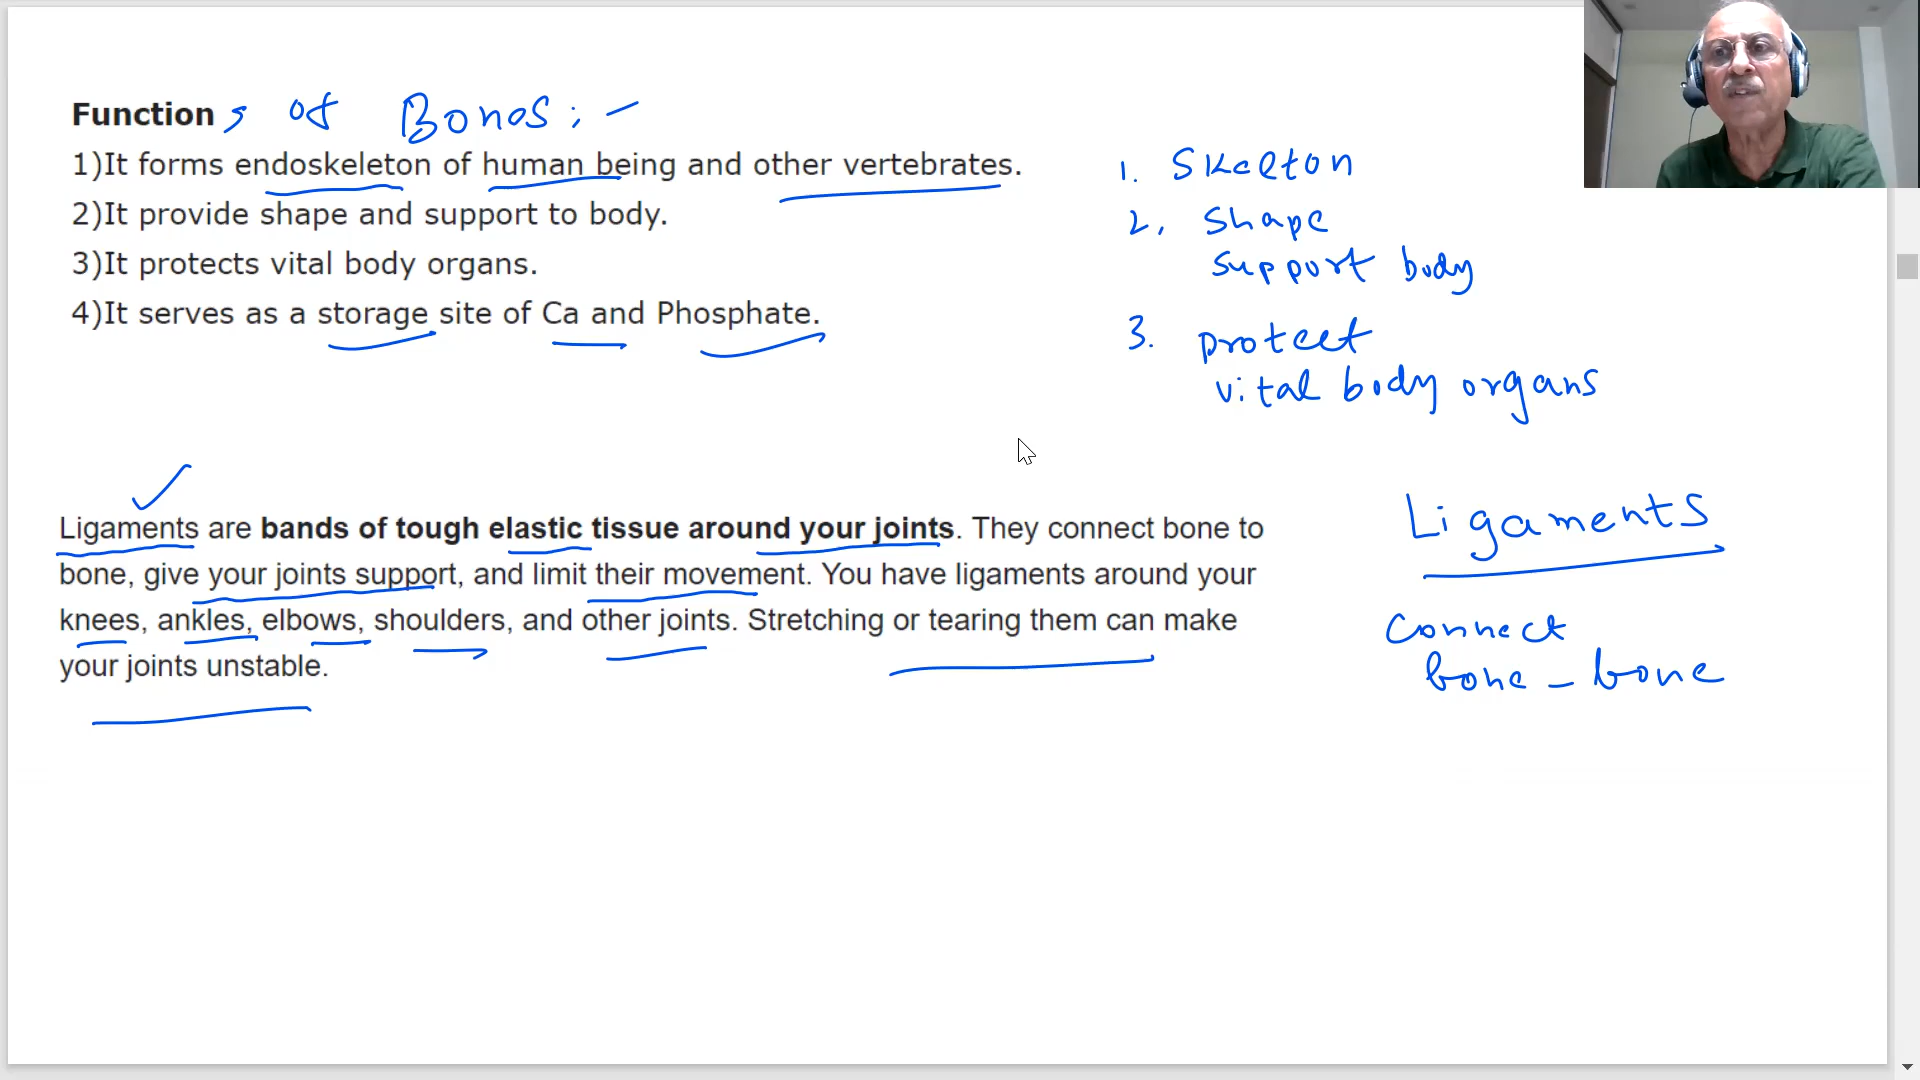 Functions of Bones : -
1)It forms endoskeleton of human being and other vertebrates.
2)It provide shape and support to body.
3)It protects vital body organs.
4)It serves as a storage site of Ca and Phosphate.
1. Skelton
2. Shape
support body
3. protect
vital body organs
Ligaments are bands of tough elastic tissue around your joints. They connect bone to
bone, give your joints support, and limit their movement. You have ligaments around your
knees, ankles, elbows, shoulders, and other joints. Stretching or tearing them can make
your joints unstable.
Ligaments
Connect
bone - bone